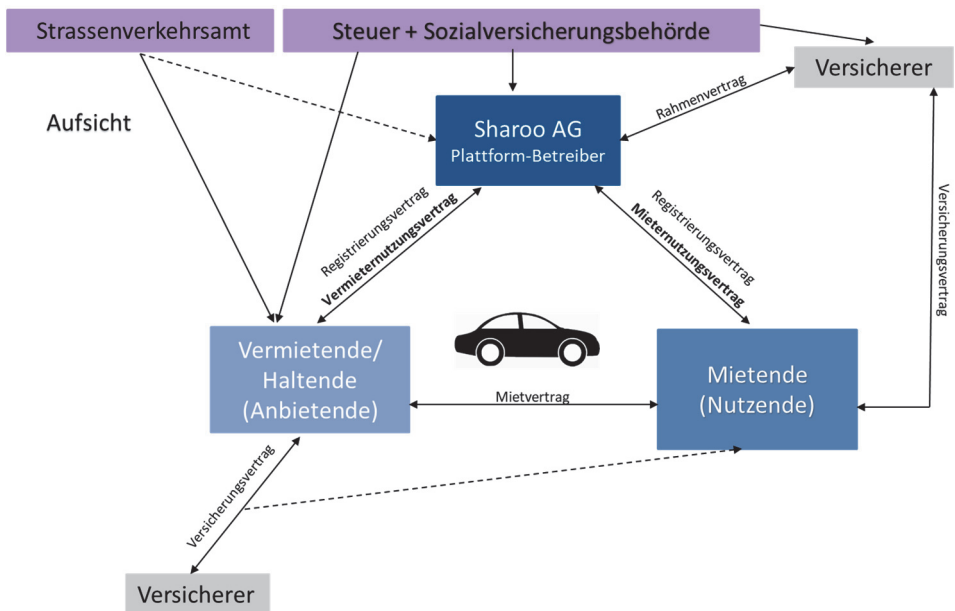 Strassenverkehrsamt
Steuer + Sozialversicherungsbehörde
Versicherer
Aufsicht
Rahmenvertrag
Sharoo AG
Plattform-Betreiber
Registrierungsvertrag
Vermieternutzungsvertrag
Registrierungsvertrag
Mieternutzungsvertrag
Versicherungsvertrag
Vermietende/
Haltende
(Anbietende)
Mietvertrag
Mietende
(Nutzende)
Versicherungsvertrag
Versicherer